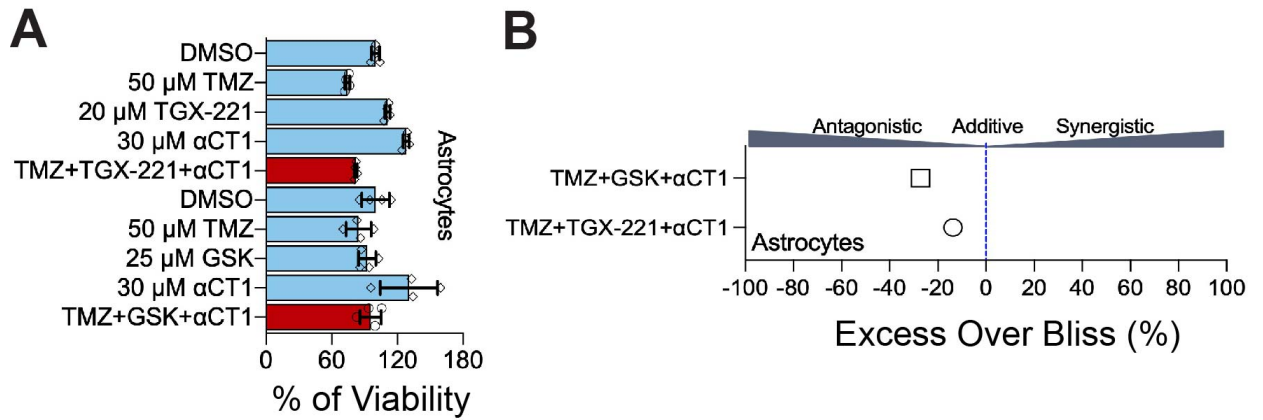 A
DMSO
50 µM TMZ
20 µM TGX-221
30 µM αCT1
TMZ+TGX-221+αCT1
DMSO
50 µM TMZ
25 µM GSK
30 µM αCT1
TMZ+GSK+αCT1
Astrocytes
0 60 120 180
% of Viability
B
Antagonistic Additive Synergistic
TMZ+GSK+αCT1
TMZ+TGX-221+αCT1
Astrocytes
-100 -80 -60 -40 -20 0 20 40 60 80 100
Excess Over Bliss (%)